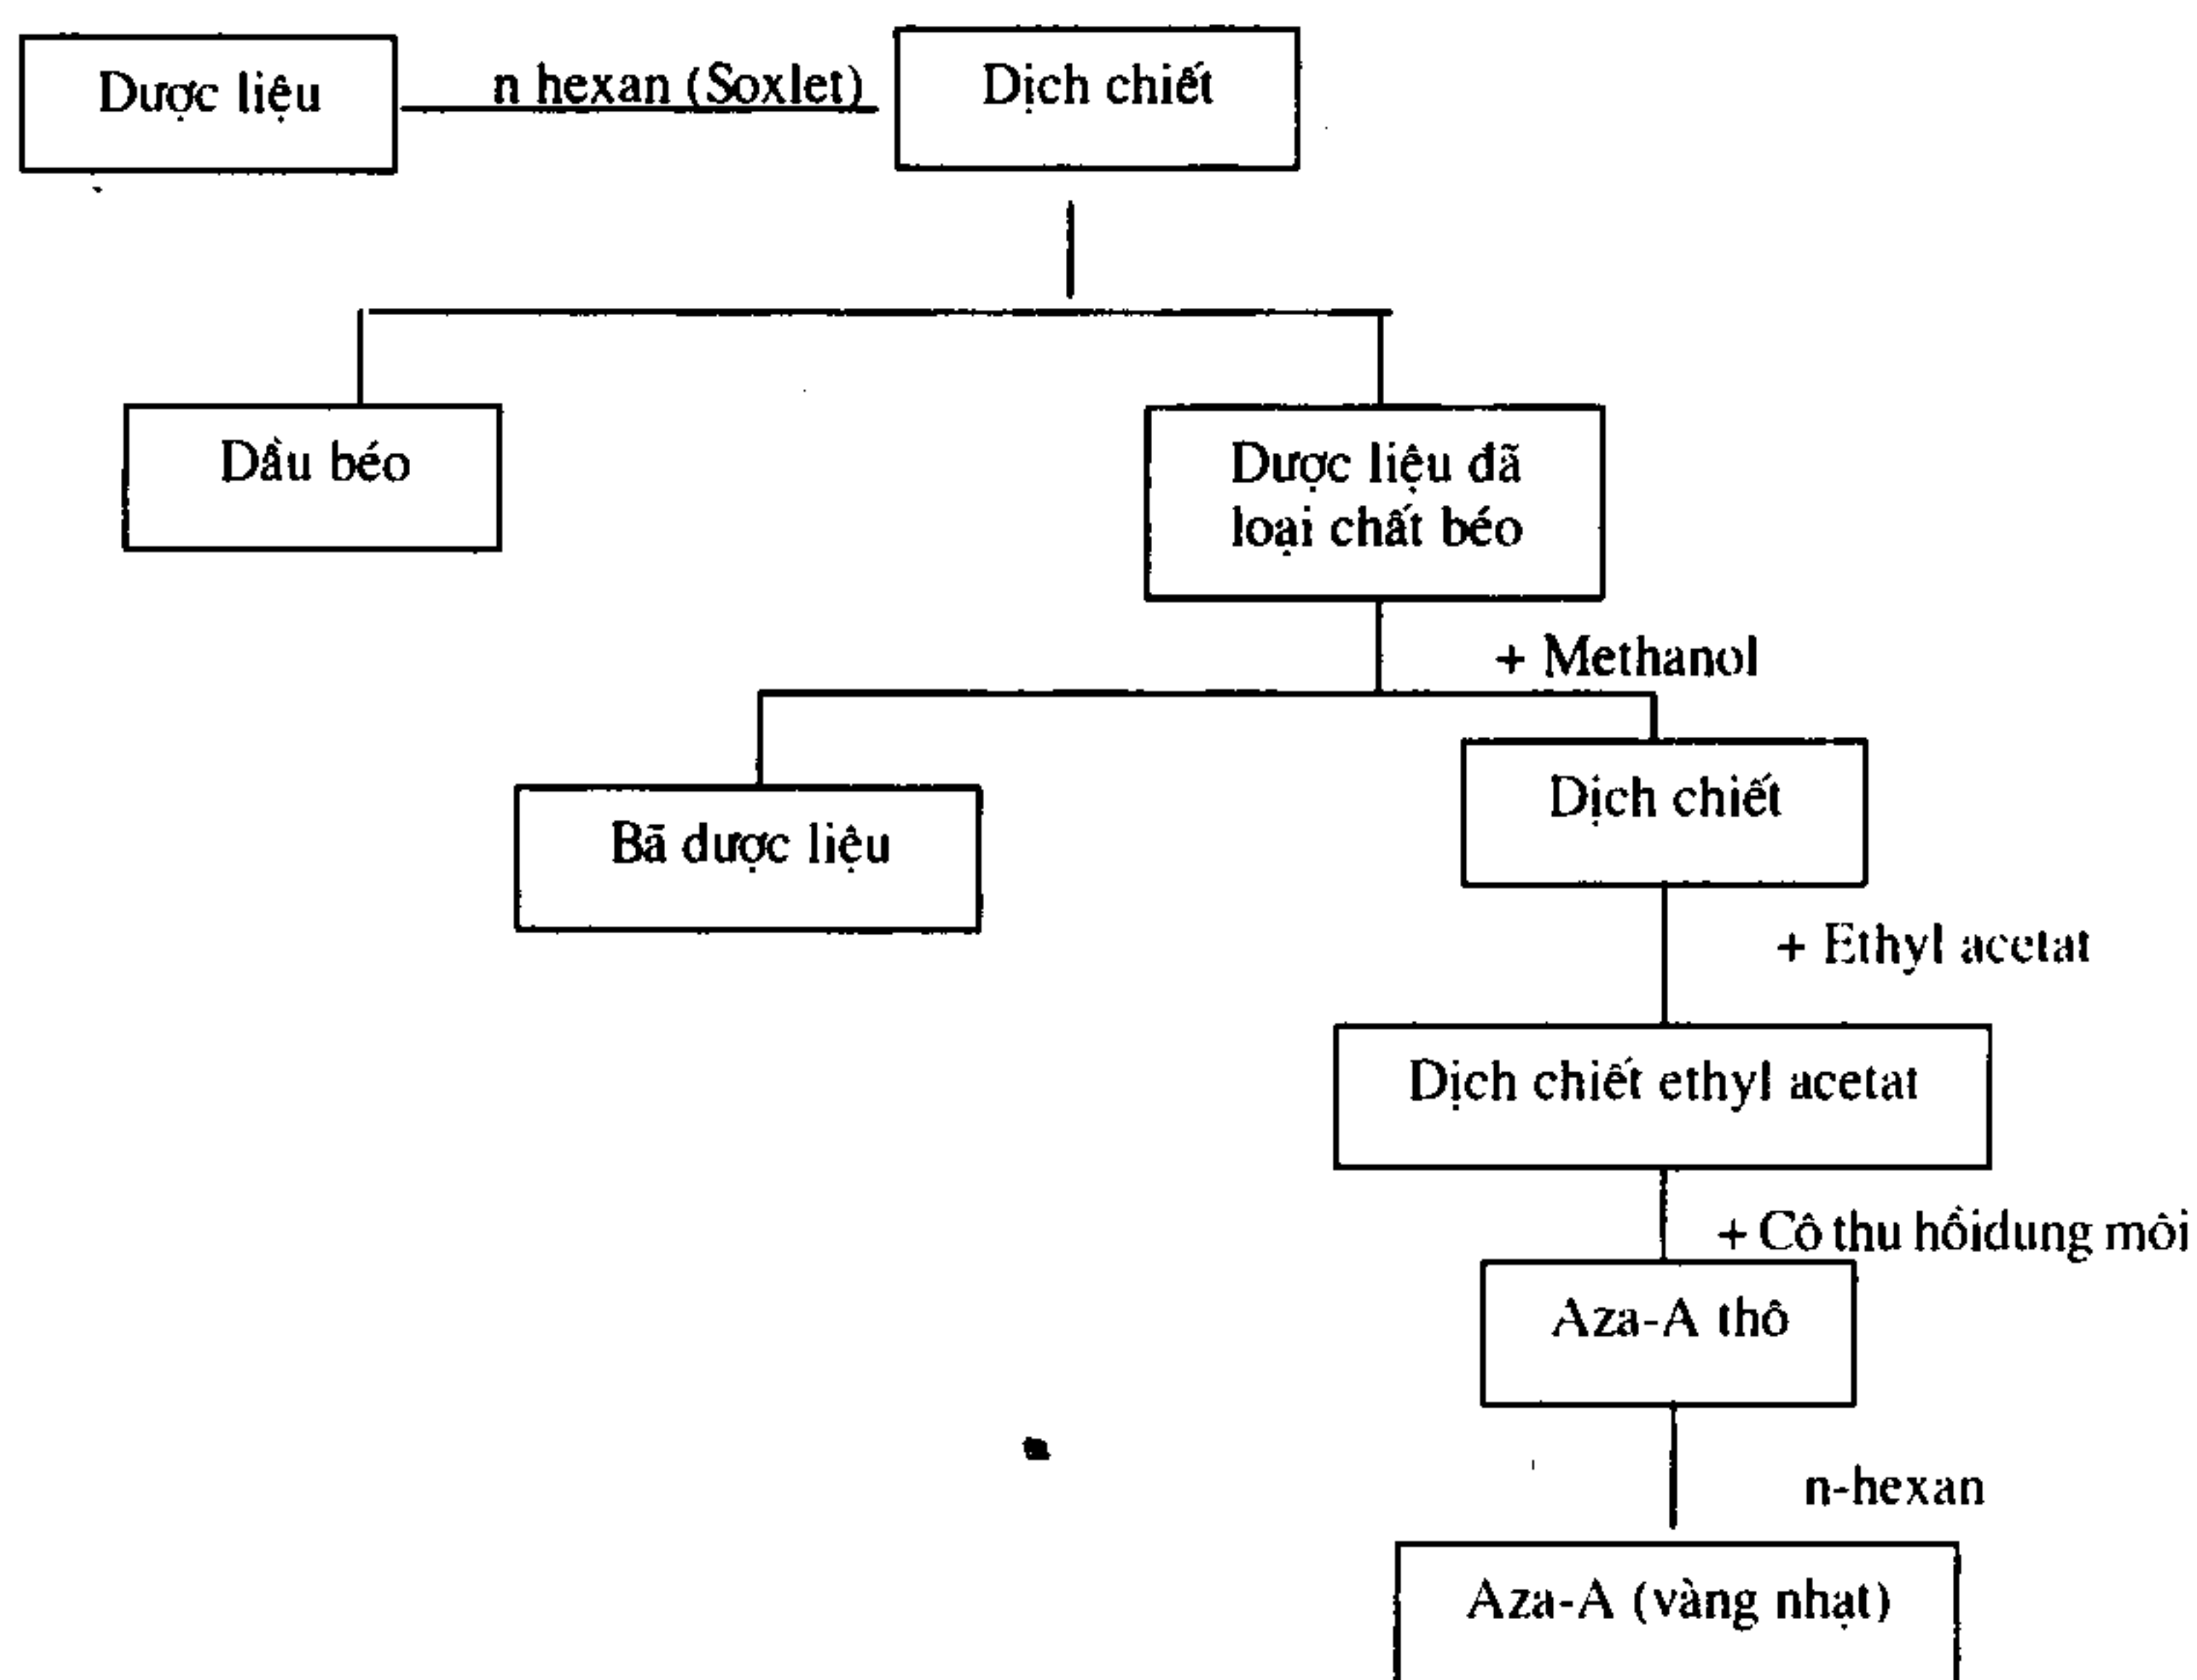 Dược liệu
n hexan (Soxlet)
Dịch chiết
Dầu béo
Dược liệu đã
loại chất béo
+ Methanol
Bã dược liệu
Dịch chiết
+ Ethyl acetat
Dịch chiết ethyl acetat
+ Cô thu hồidung môi
Aza-A thô
n-hexan
Aza-A (vàng nhạt)